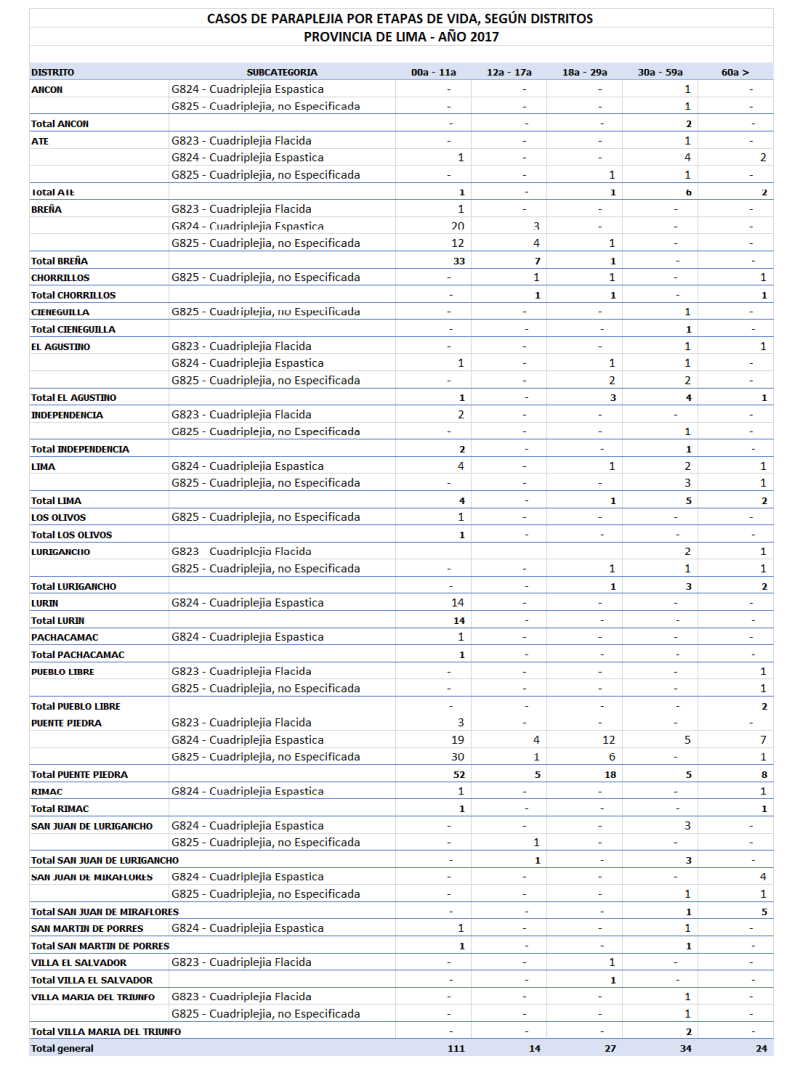 CASOS DE PARAPLEJIA POR ETAPAS DE VIDA, SEGÚN DISTRITOS
PROVINCIA DE LIMA - AÑO 2017
DISTRITO SUBCATEGORIA 00a - 11a 12a - 17a 18a - 29a 30a - 59a 60a >
ANCON G824 - Cuadriplejia Espastica - - - 1 -
G825 - Cuadriplejia, no Especificada - - - 1 -
Total ANCON - - - 2 -
ATE G823 - Cuadriplejia Flacida - - - 1 -
G824 - Cuadriplejia Espastica 1 - - 4 2
G825 - Cuadriplejia, no Especificada - - 1 1 -
Total ATE 1 - 1 6 2
BREÑA G823 - Cuadriplejia Flacida 1 - - - -
G824 - Cuadriplejia Espastica 20 3 - - -
G825 - Cuadriplejia, no Especificada 12 4 1 - -
Total BREÑA 33 7 1 - -
CHORRILLOS G825 - Cuadriplejia, no Especificada - 1 1 - 1
Total CHORRILLOS - 1 1 - 1
CIENEGUILLA G825 - Cuadriplejia, no Especificada - - - 1 -
Total CIENEGUILLA - - - 1 -
EL AGUSTINO G823 - Cuadriplejia Flacida - - - 1 1
G824 - Cuadriplejia Espastica 1 - 1 1 -
G825 - Cuadriplejia, no Especificada - - 2 2 -
Total EL AGUSTINO 1 - 3 4 1
INDEPENDENCIA G823 - Cuadriplejia Flacida 2 - - - -
G825 - Cuadriplejia, no Especificada - - - 1 -
Total INDEPENDENCIA 2 - - 1 -
LIMA G824 - Cuadriplejia Espastica 4 - 1 2 1
G825 - Cuadriplejia, no Especificada - - - 3 1
Total LIMA 4 - 1 5 2
LOS OLIVOS G825 - Cuadriplejia, no Especificada 1 - - - -
Total LOS OLIVOS 1 - - - -
LURIGANCHO G823 Cuadriplejia Flacida 2 1
G825 - Cuadriplejia, no Especificada - - 1 1 1
Total LURIGANCHO - - 1 3 2
LURIN G824 - Cuadriplejia Espastica 14 - - - -
Total LURIN 14 - - - -
PACHACAMAC G824 - Cuadriplejia Espastica 1 - - - -
Total PACHACAMAC 1 - - - -
PUEBLO LIBRE G823 - Cuadriplejia Flacida - - - - 1
G825 - Cuadriplejia, no Especificada - - - - 1
Total PUEBLO LIBRE - - - - 2
PUENTE PIEDRA G823 - Cuadriplejia Flacida 3 - - - -
G824 - Cuadriplejia Espastica 19 4 12 5 7
G825 - Cuadriplejia, no Especificada 30 1 6 - 1
Total PUENTE PIEDRA 52 5 18 5 8
RIMAC G824 - Cuadriplejia Espastica 1 - - - 1
Total RIMAC 1 - - - 1
SAN JUAN DE LURIGANCHO G824 - Cuadriplejia Espastica - - - 3 -
G825 - Cuadriplejia, no Especificada - 1 - - -
Total SAN JUAN DE LURIGANCHO - 1 - 3 -
SAN JUAN DE MIRAFLORES G824 - Cuadriplejia Espastica - - - - 4
G825 - Cuadriplejia, no Especificada - - - 1 1
Total SAN JUAN DE MIRAFLORES - - - 1 5
SAN MARTIN DE PORRES G824 - Cuadriplejia Espastica 1 - - 1 -
Total SAN MARTIN DE PORRES 1 - - 1 -
VILLA EL SALVADOR G823 - Cuadriplejia Flacida - - 1 - -
Total VILLA EL SALVADOR - - 1 - -
VILLA MARIA DEL TRIUNFO G823 - Cuadriplejia Flacida - - - 1 -
G825 - Cuadriplejia, no Especificada - - - 1 -
Total VILLA MARIA DEL TRIUNFO - - - 2 -
Total general 111 14 27 34 24